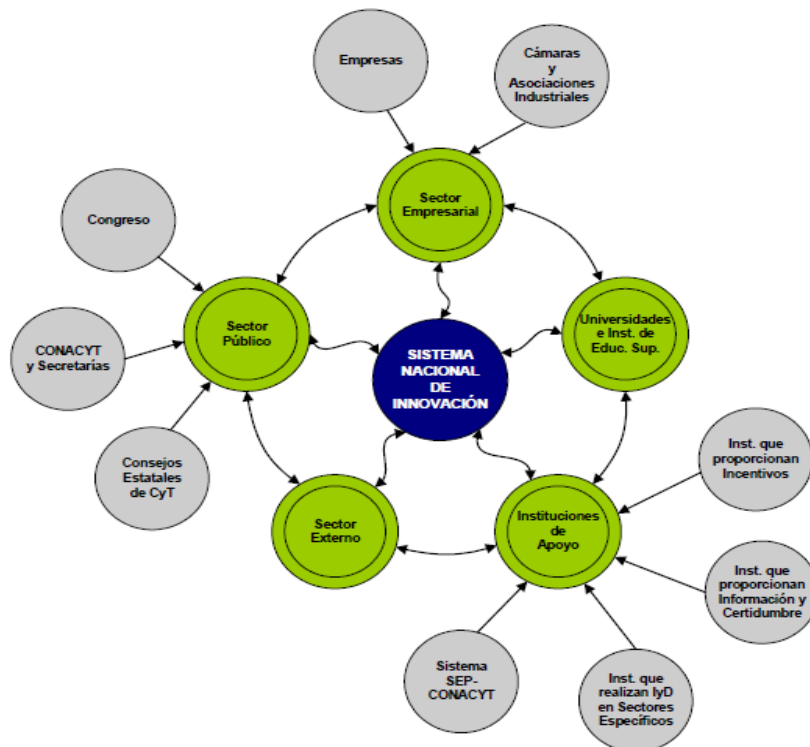 Empresas
Cámaras
y
Asociaciones
Industriales
Sector
Empresarial
Congreso
Sector
Público
Universidades
e Inst. de
Educ. Sup.
CONACYT
y Secretarías
SISTEMA
NACIONAL
DE
INNOVACIÓN
Consejos
Estatales
de CyT
Sector
Externo
Instituciones
de
Apoyo
Inst. que
proporcionan
Incentivos
Inst. que
proporcionan
Información y
Certidumbre
Sistema
SEP-
CONACYT
Inst. que
realizan IyD
en Sectores
Específicos